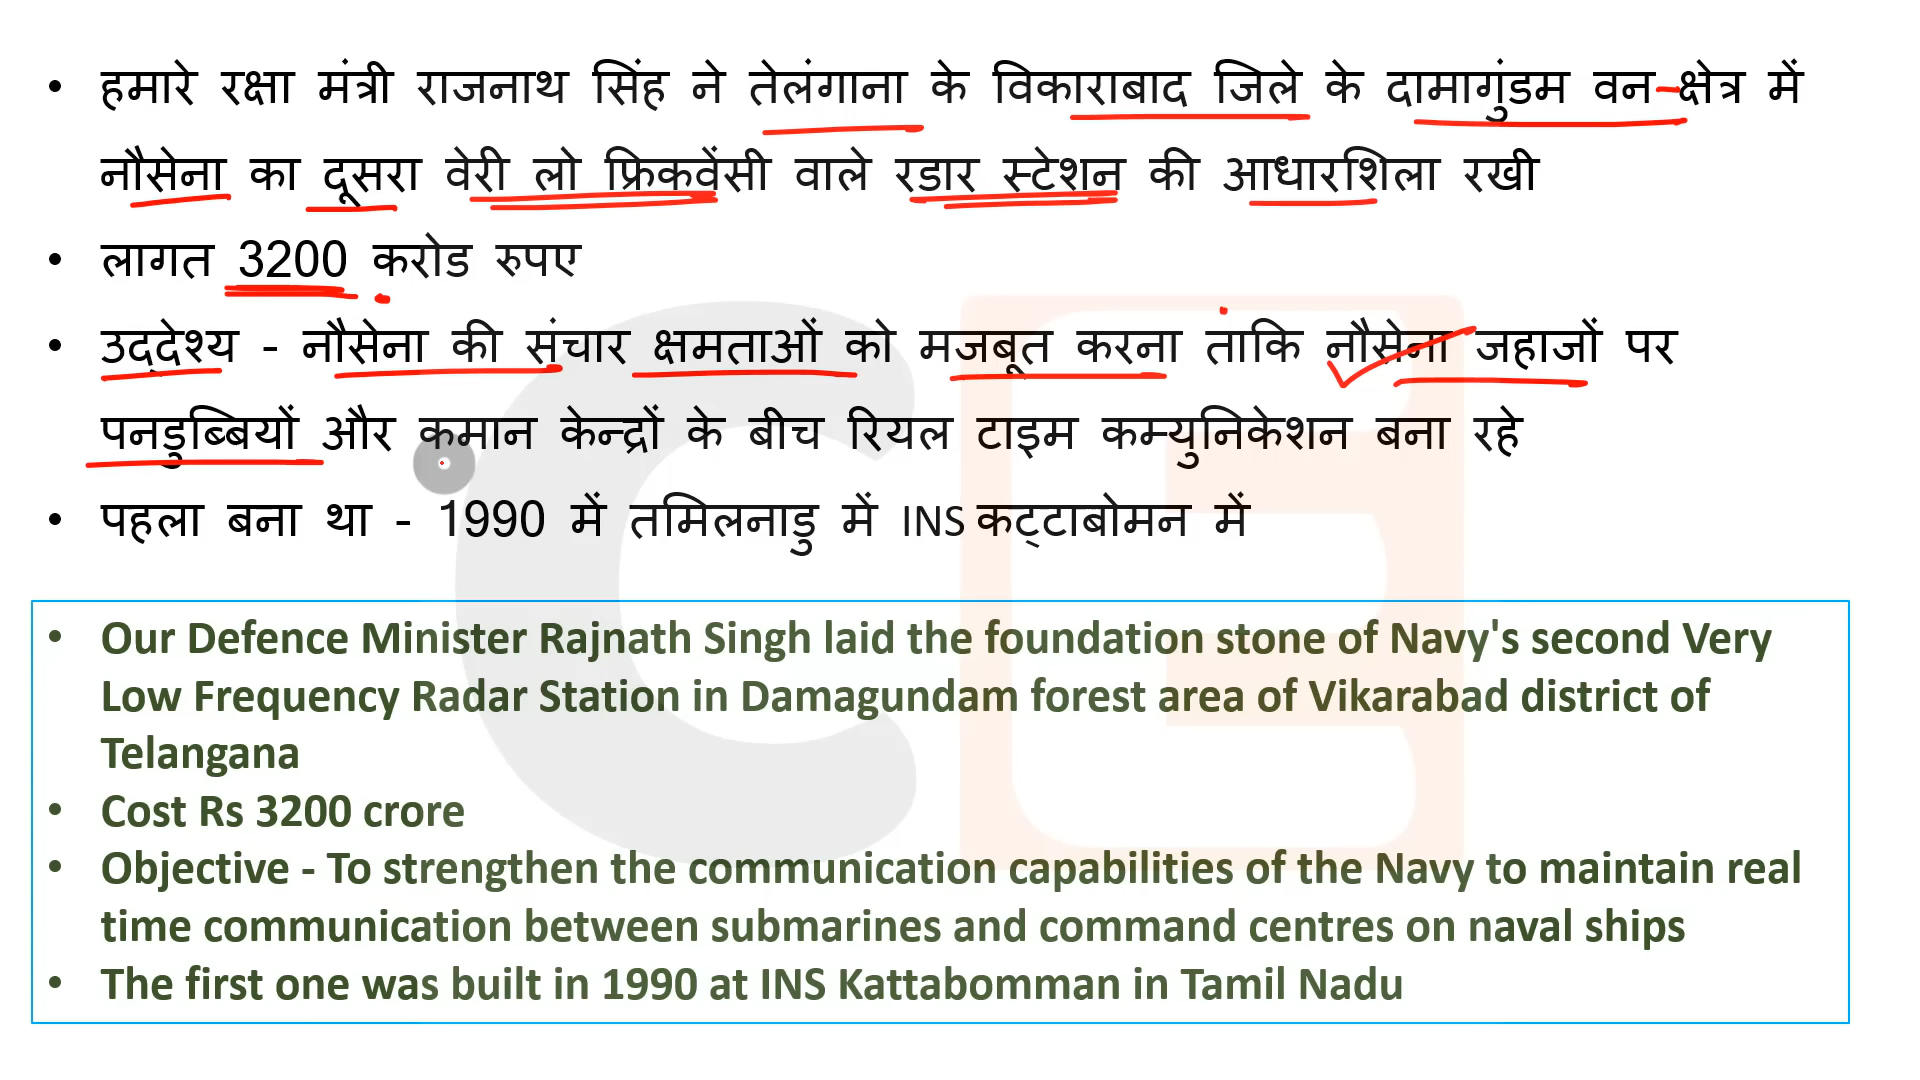 • हमारे रक्षा मंत्री राजनाथ सिंह ने तेलंगाना के विकाराबाद जिले के दामागुंडम वन क्षेत्र में
नौसेना का दूसरा वेरी लो फ्रिकवेंसी वाले रडार स्टेशन की आधारशिला रखी
• लागत 3200 करोड रुपए
• उद्देश्य - नौसेना की संचार क्षमताओं को मजबूत करना ताकि नौसेना जहाजों पर
पनडुब्बियों और कमान केन्द्रों के बीच रियल टाइम कम्युनिकेशन बना रहे
• पहला बना था - 1990 में तमिलनाडु में INS कट्टाबोमन में
• Our Defence Minister Rajnath Singh laid the foundation stone of Navy's second Very
Low Frequency Radar Station in Damagundam forest area of Vikarabad district of
Telangana
• Cost Rs 3200 crore
• Objective - To strengthen the communication capabilities of the Navy to maintain real
time communication between submarines and command centres on naval ships
• The first one was built in 1990 at INS Kattabomman in Tamil Nadu